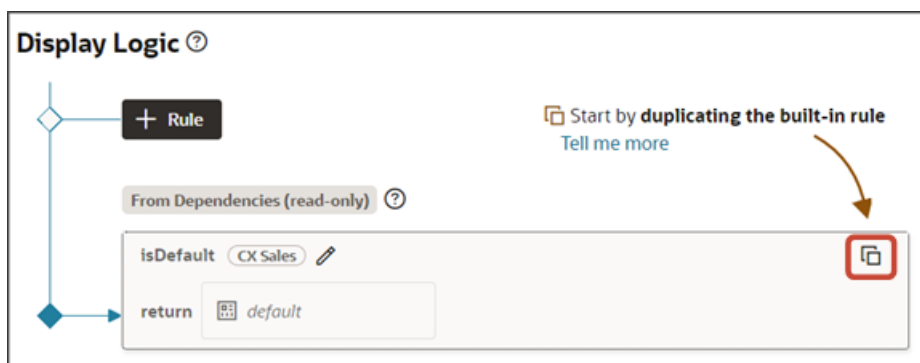 Display Logic
+ Rule
Start by duplicating the built-in rule
Tell me more
From Dependencies (read-only)
isDefault CX Sales
return default